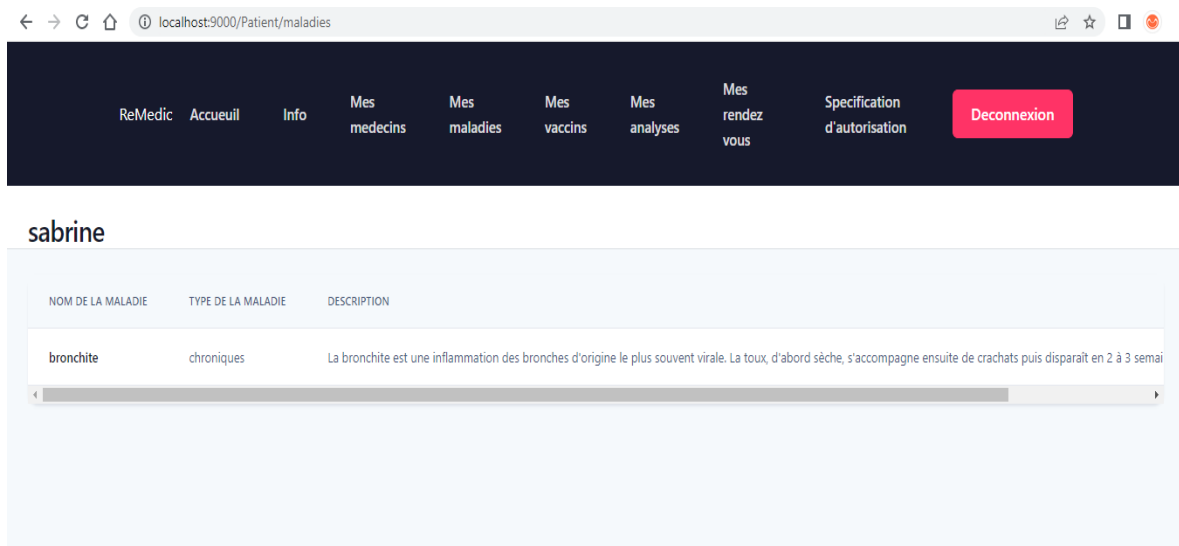 localhost:9000/Patient/maladies
ReMedic Accueuil Info Mes medecins Mes maladies Mes vaccins Mes analyses Mes rendez vous Specification d'autorisation Deconnexion
sabrine
NOM DE LA MALADIE TYPE DE LA MALADIE DESCRIPTION
bronchite chroniques La bronchite est une inflammation des bronches d'origine le plus souvent virale. La toux, d'abord sèche, s'accompagne ensuite de crachats puis disparaît en 2 à 3 semai